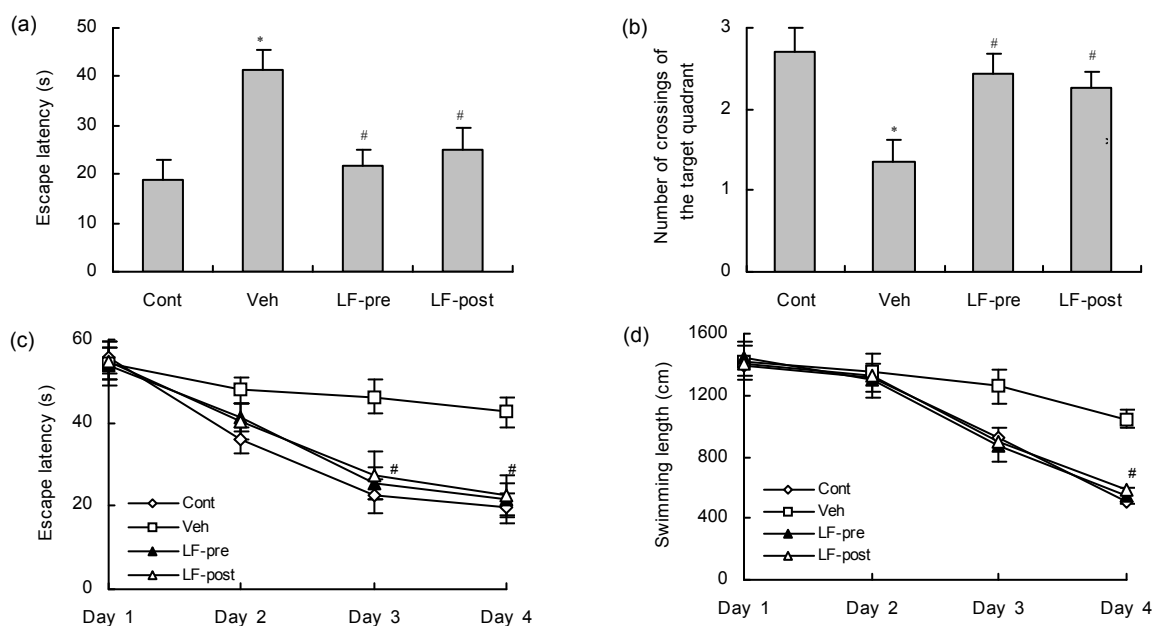 (a)
Escape latency (s)
50
40
30
20
10
0
*
#
#
Cont Veh LF-pre LF-post
(b)
Number of crossings of
the target quadrant
3
2
1
0
*
#
#
Cont Veh LF-pre LF-post
(c)
Escape latency (s)
60
40
20
0
#
#
Cont
Veh
LF-pre
LF-post
Day 1 Day 2 Day 3 Day 4
(d)
Swimming length (cm)
1600
1200
800
400
0
#
Cont
Veh
LF-pre
LF-post
Day 1 Day 2 Day 3 Day 4